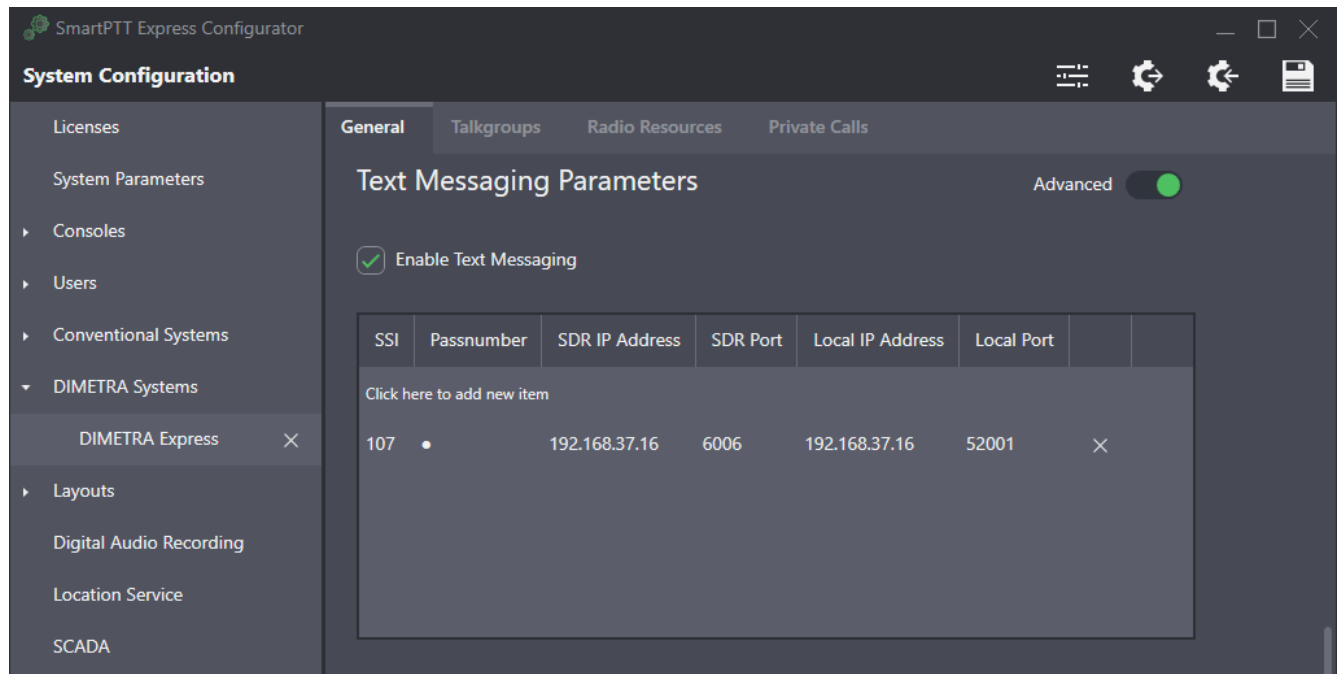 SmartPTT Express Configurator
System Configuration
Licenses
System Parameters
Consoles
Users
Conventional Systems
DIMETRA Systems
DIMETRA Express
Layouts
Digital Audio Recording
Location Service
SCADA
General Talkgroups Radio Resources Private Calls
Text Messaging Parameters
Advanced
Enable Text Messaging
SSI Passnumber SDR IP Address SDR Port Local IP Address Local Port
Click here to add new item
107 ● 192.168.37.16 6006 192.168.37.16 52001